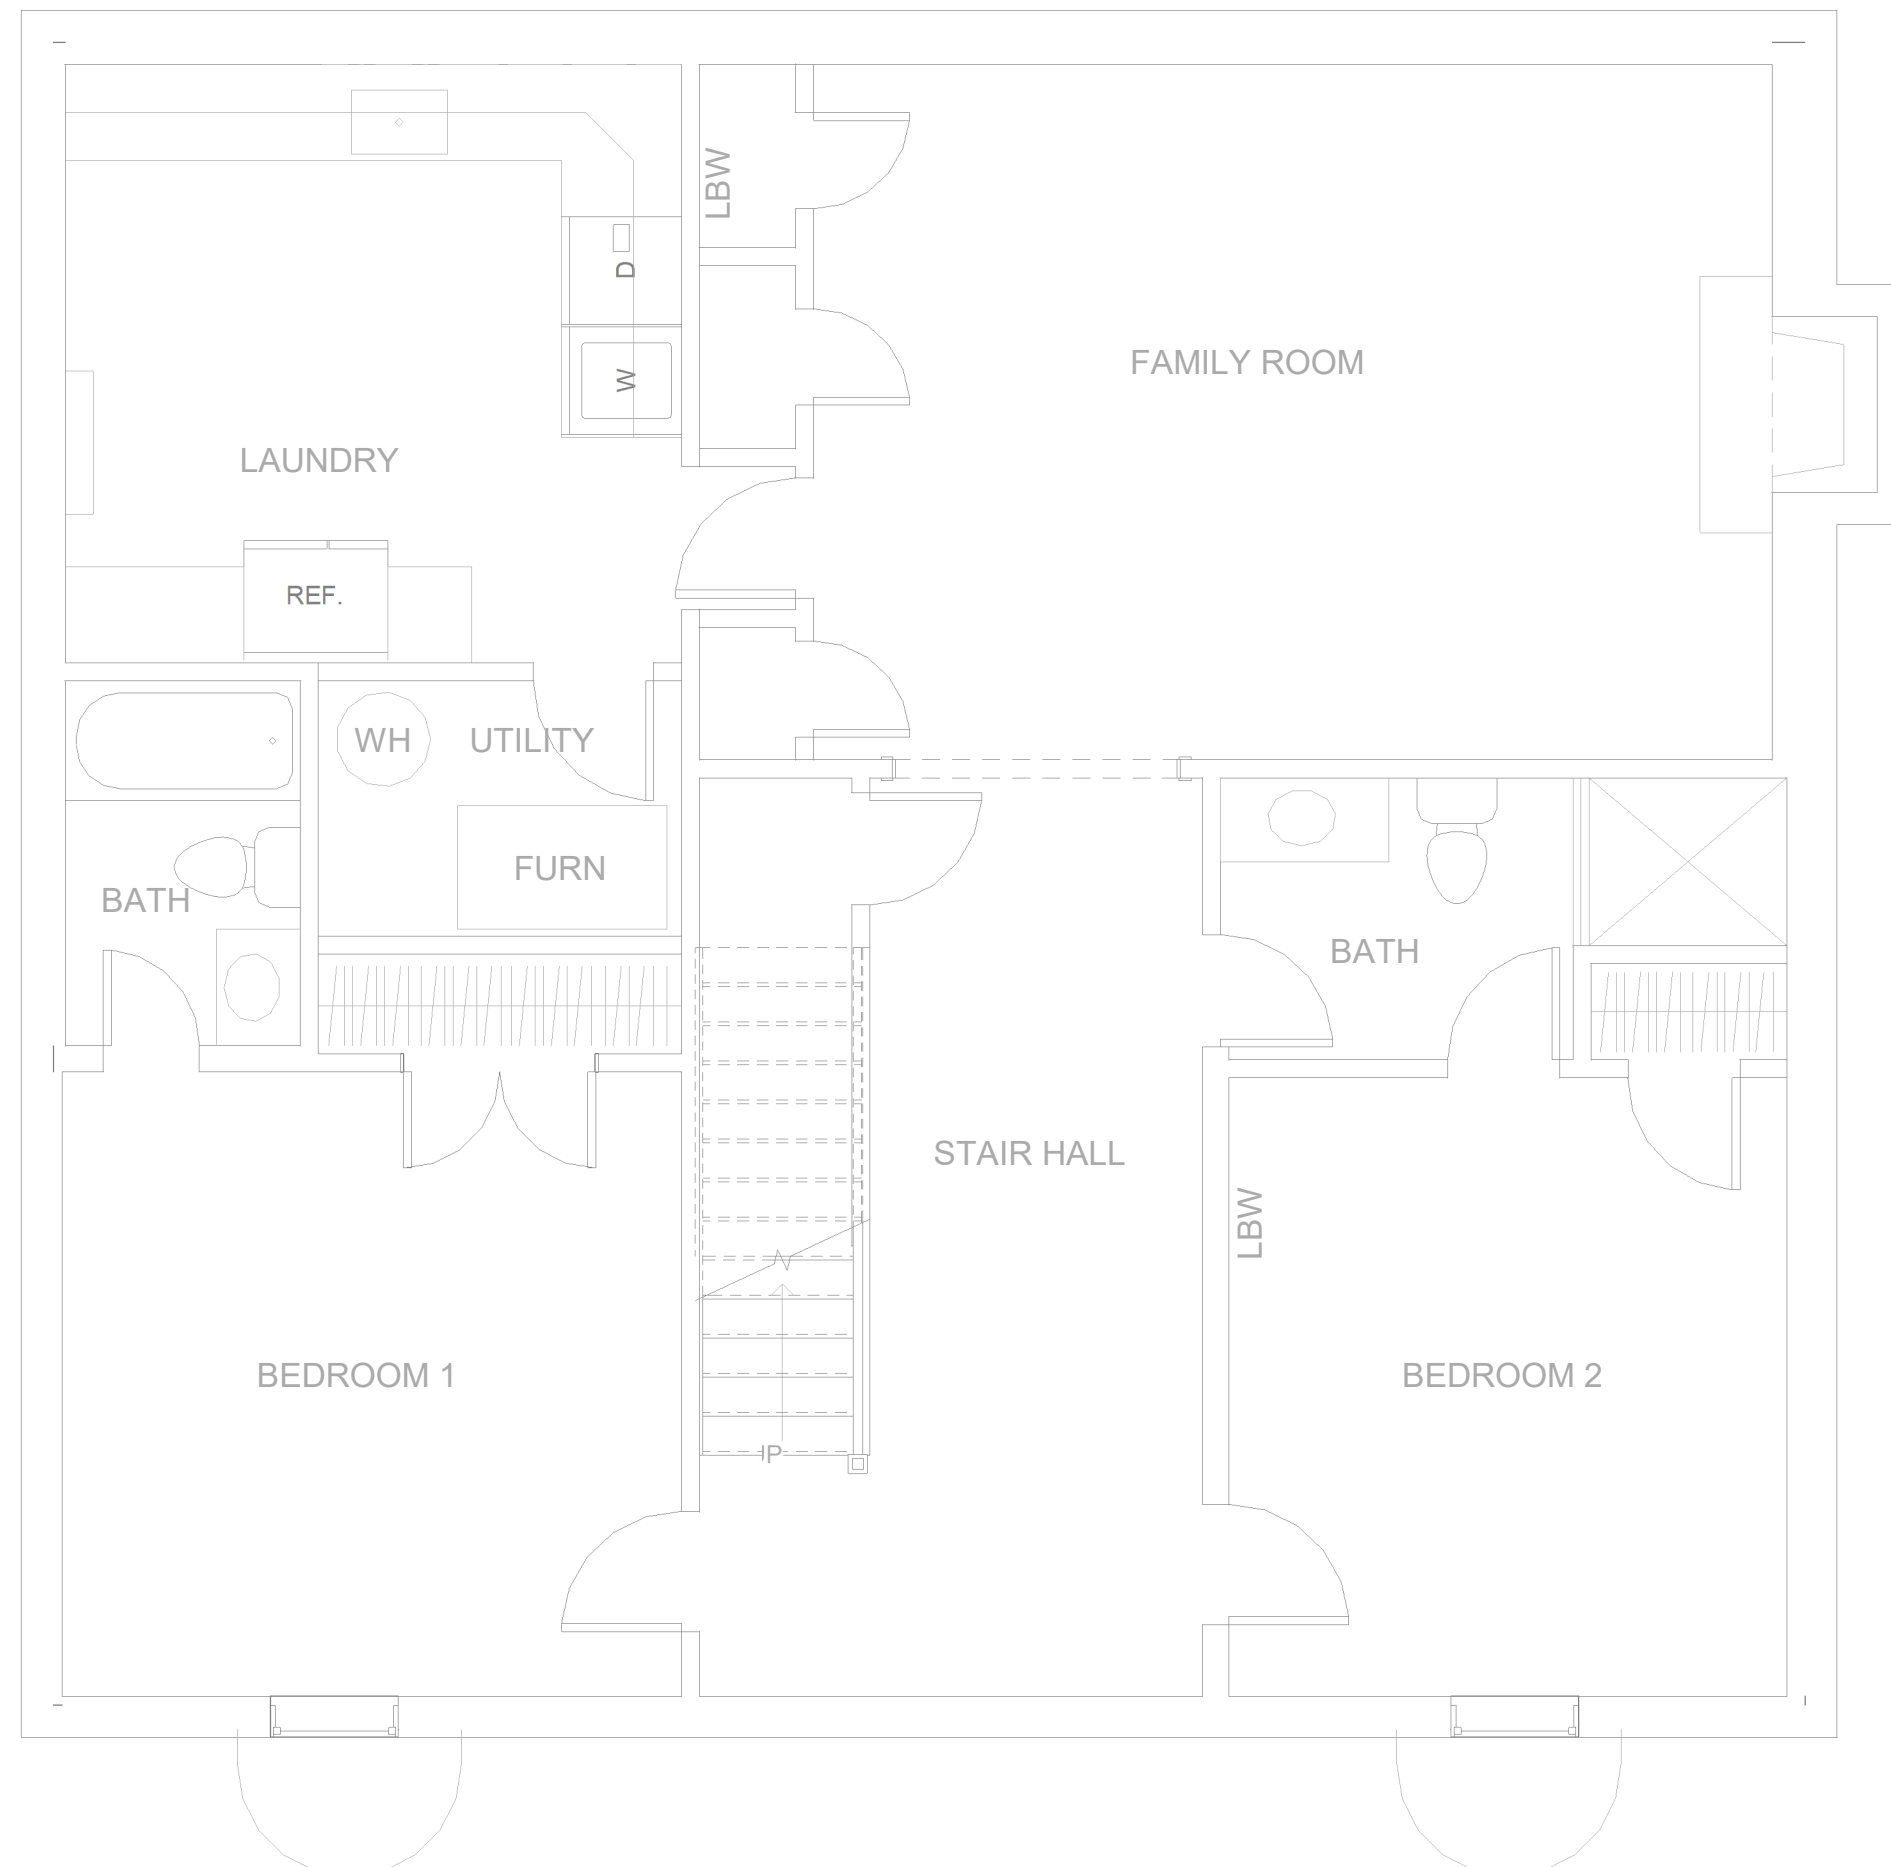 LBW
D
W
FAMILY ROOM
LAUNDRY
REF.
WH
UTILITY
FURN
BATH
BATH
STAIR HALL
LBW
BEDROOM 1
BEDROOM 2